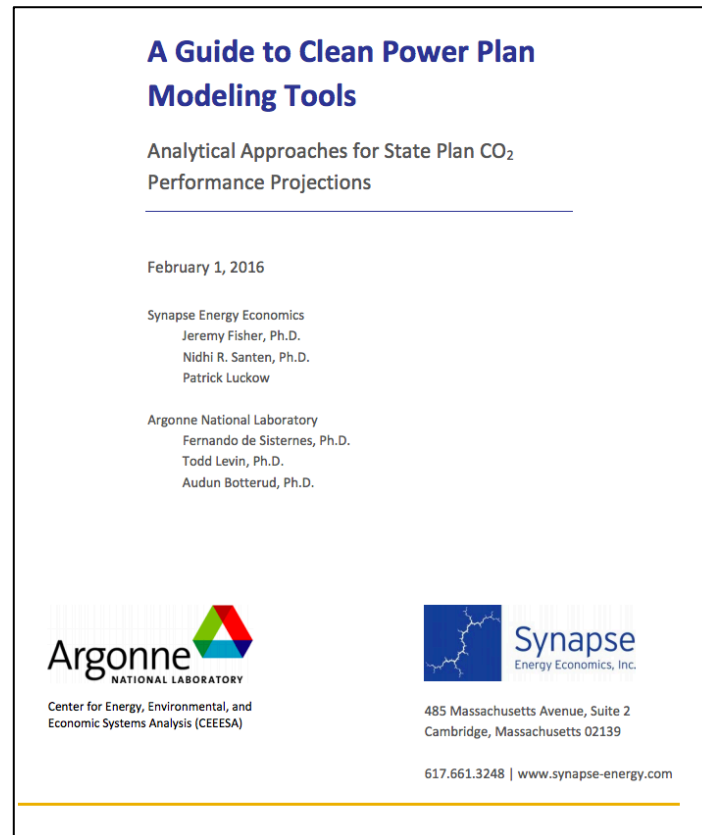 A Guide to Clean Power Plan
Modeling Tools
Analytical Approaches for State Plan CO₂
Performance Projections
February 1, 2016
Synapse Energy Economics
Jeremy Fisher, Ph.D.
Nidhi R. Santen, Ph.D.
Patrick Luckow
Argonne National Laboratory
Fernando de Sisternes, Ph.D.
Todd Levin, Ph.D.
Audun Botterud, Ph.D.
Argonne
NATIONAL LABORATORY
Center for Energy, Environmental, and
Economic Systems Analysis (CEEESA)
Synapse
Energy Economics, Inc.
485 Massachusetts Avenue, Suite 2
Cambridge, Massachusetts 02139
617.661.3248 | www.synapse-energy.com